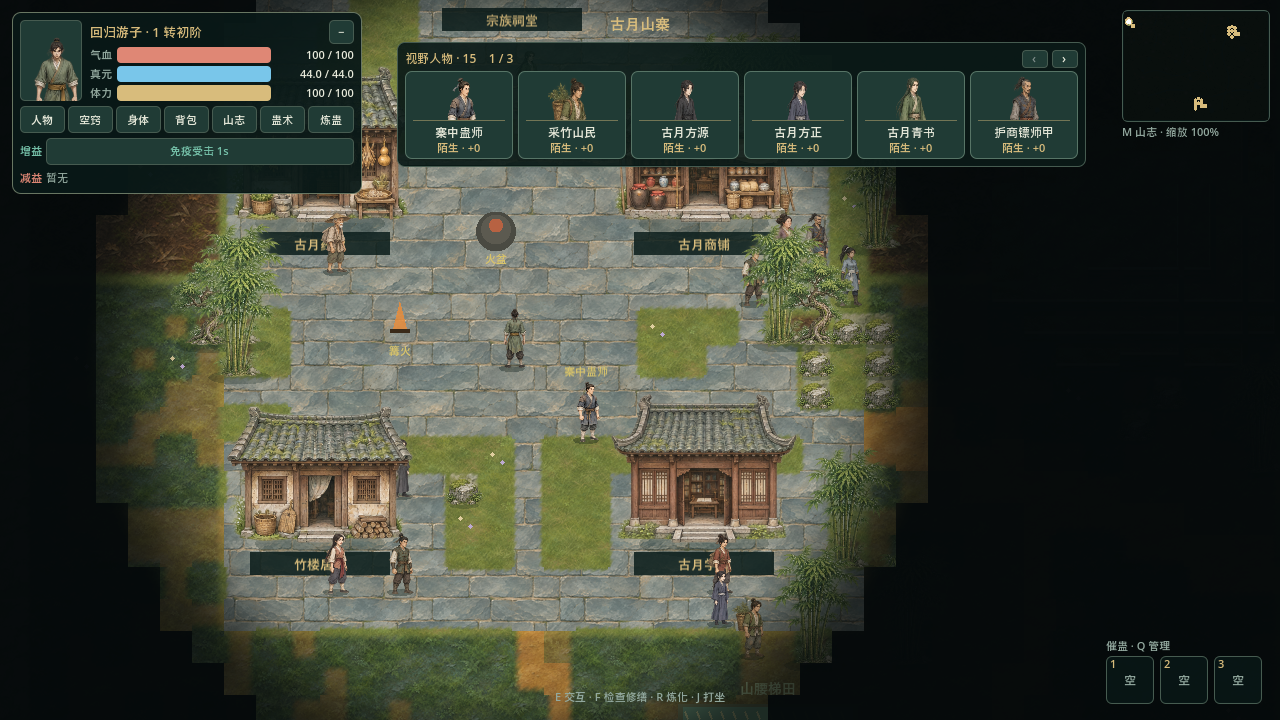 宗族祠堂
古月山寨
回归游子 · 1 转初阶
−
气血 100 / 100
真元 44.0 / 44.0
体力 100 / 100
人物 空窍 身体 背包 山志 蛊术 炼蛊
增益 免疫受击 1s
减益 暂无
视野人物 · 15 1 / 3
‹ ›
寨中蛊师 采竹山民 古月方源 古月方正 古月青书 护商镖师甲
陌生 · +0 陌生 · +0 陌生 · +0 陌生 · +0 陌生 · +0 陌生 · +0
M 山志 · 缩放 100%
古月
古月商铺
篝火
寨中蛊师
竹楼
古月
山腰梯田
E 交互 · F 检查修缮 · R 炼化 · J 打坐
催蛊 · Q 管理
1 2 3
空 空 空